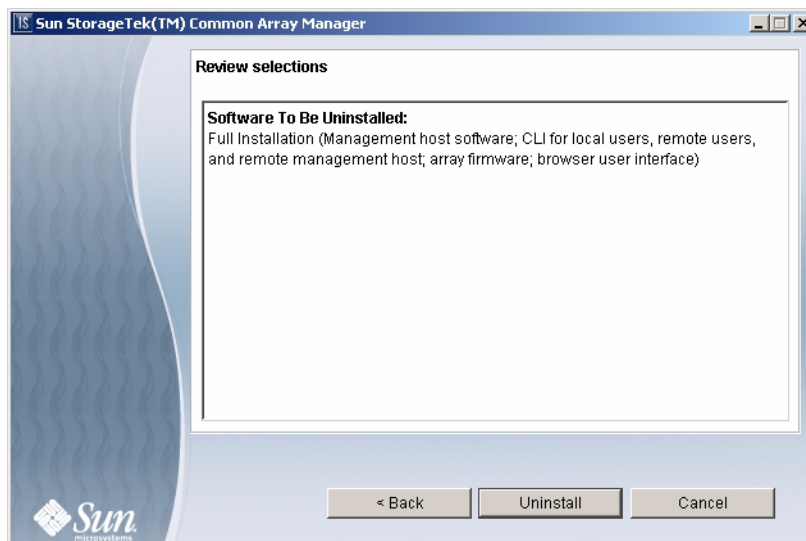 Sun StorageTek(TM) Common Array Manager
Review selections
Software To Be Uninstalled:
Full Installation (Management host software; CLI for local users, remote users,
and remote management host; array firmware; browser user interface)
< Back
Uninstall
Cancel
Sun
microsystems